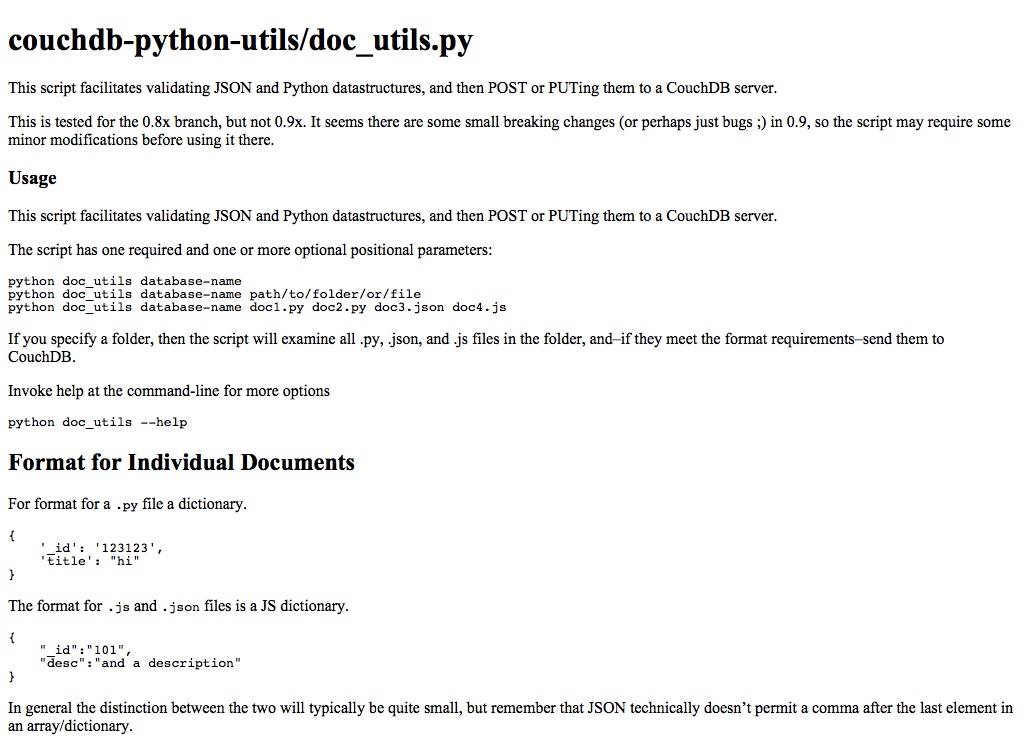 couchdb-python-utils/doc_utils.py
This script facilitates validating JSON and Python datastructures, and then POST or PUTing them to a CouchDB server.
This is tested for the 0.8x branch, but not 0.9x. It seems there are some small breaking changes (or perhaps just bugs ;) in 0.9, so the script may require some
minor modifications before using it there.
Usage
This script facilitates validating JSON and Python datastructures, and then POST or PUTing them to a CouchDB server.
The script has one required and one or more optional positional parameters:
python doc_utils database-name
python doc_utils database-name path/to/folder/or/file
python doc_utils database-name doc1.py doc2.py doc3.json doc4.js
If you specify a folder, then the script will examine all .py, .json, and .js files in the folder, and–if they meet the format requirements–send them to
CouchDB.
Invoke help at the command-line for more options
python doc_utils --help
Format for Individual Documents
For format for a .py file a dictionary.
{
    '_id': '123123',
    'title': "hi"
}
The format for .js and .json files is a JS dictionary.
{
    "_id":"101",
    "desc":"and a description"
}
In general the distinction between the two will typically be quite small, but remember that JSON technically doesn’t permit a comma after the last element in
an array/dictionary.